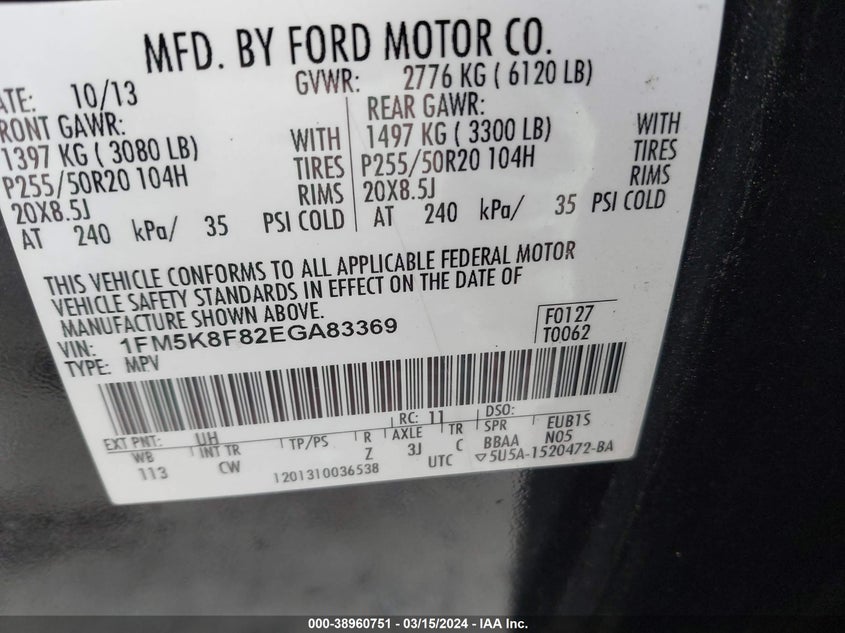 MFD. BY FORD MOTOR CO.
ATE: 10/13 GVWR: 2776 KG ( 6120 LB)
RONT GAWR: REAR GAWR:
1397 KG ( 3080 LB) WITH 1497 KG ( 3300 LB) WITH
P255/50R20 104H TIRES P255/50R20 104H TIRES
20X8.5J RIMS 20X8.5J RIMS
AT 240 kPa/ 35 PSI COLD AT 240 kPa/ 35 PSI COLD
THIS VEHICLE CONFORMS TO ALL APPLICABLE FEDERAL MOTOR
VEHICLE SAFETY STANDARDS IN EFFECT ON THE DATE OF
MANUFACTURE SHOWN ABOVE.
VIN: 1FM5K8F82EGA83369 F0127
TYPE: MPV T0062
EXT PNT: UH RC: 11 DSO:
WB INT TR TP/PS R AXLE TR SPR EUB1S
113 CW Z 3J C BBAA N05
1201310036538 UTC ▽5U5A-1520472-BA
000-38960751 — 03/15/2024 — IAA Inc.